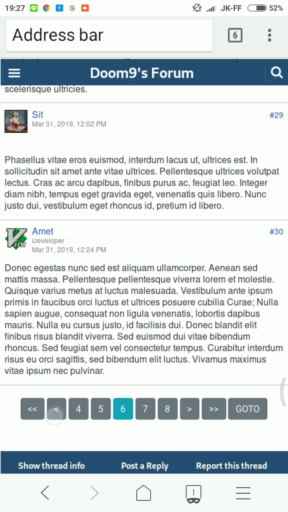 19:27
JK-FF
52%
Address bar
6
Doom9's Forum
scelerisque ultricies.
Sit
#29
Mar 31, 2019, 12:02 PM
Phasellus vitae eros euismod, interdum lacus ut, ultrices est. In
sollicitudin sit amet ante vitae ultrices. Pellentesque ultrices volutpat
lectus. Cras ac arcu dapibus, finibus purus ac, feugiat leo. Integer
diam nibh, tempus eget gravida eget, venenatis quis libero. Nunc
justo dui, vestibulum eget rhoncus id, pretium id libero.
Amet
#30
Developer
Mar 31, 2019, 12:24 PM
Donec egestas nunc sed est aliquam ullamcorper. Aenean sed
mattis massa. Pellentesque pellentesque viverra lorem et molestie.
Quisque varius metus at luctus malesuada. Vestibulum ante ipsum
primis in faucibus orci luctus et ultrices posuere cubilia Curae; Nulla
sapien augue, consequat non ligula venenatis, lobortis dapibus
mauris. Nulla eu cursus justo, id facilisis dui. Donec blandit elit
finibus risus blandit viverra. Sed euismod dui vitae bibendum
rhoncus. Sed feugiat sem vel consectetur tempus. Curabitur interdum
risus eu orci sagittis, sed bibendum elit luctus. Vivamus maximus
vitae ipsum nec pulvinar.
<< < 4 5 6 7 8 > >> GOTO
Show thread info
Post a Reply
Report this thread
1